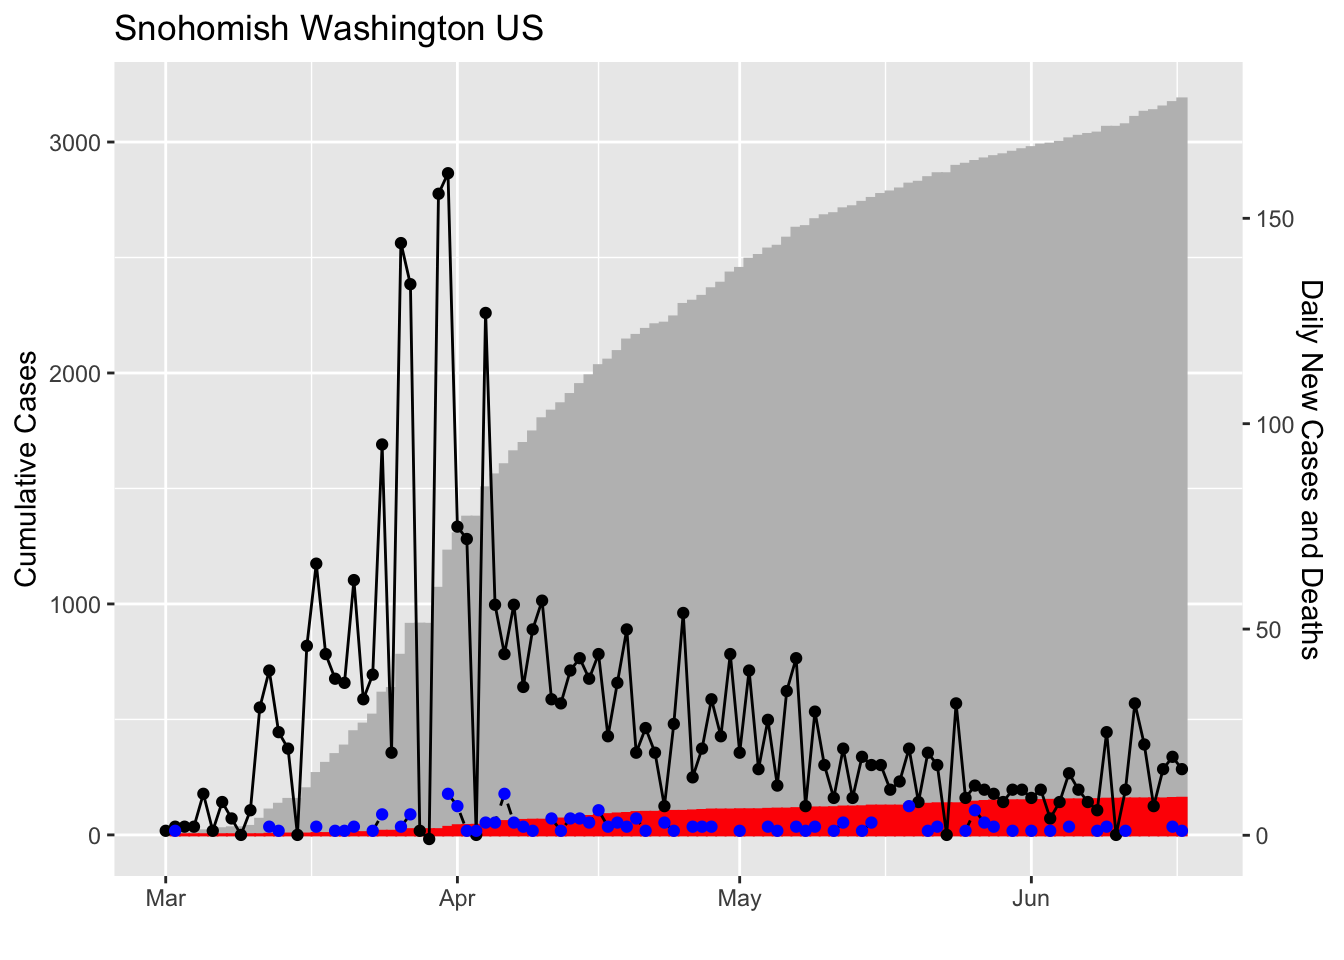 Snohomish Washington US
Cumulative Cases
3000
2000
1000
0
150
100
50
0
Daily New Cases and Deaths
Mar
Apr
May
Jun